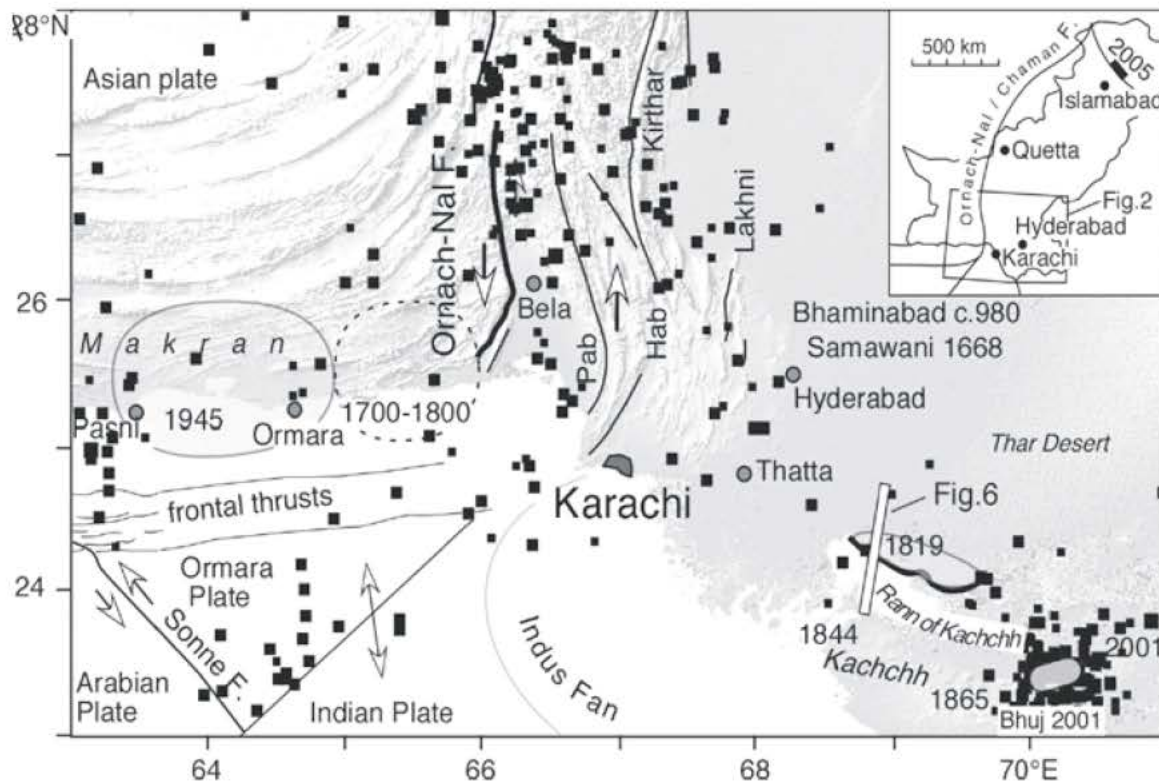 28°N
Asian plate
Ornach-Nal F.
Kirthar
Lakhni
26
Bela
Makran
Pab
Hab
Bhaminabad c.980
Samawani 1668
Hyderabad
Pasni
1945
Ormara
1700-1800
Thar Desert
Thatta
Karachi
frontal thrusts
Fig.6
1819
24
Ormara
Plate
Sonne F.
Rann of Kachchh
1844
Kachchh
2001
Arabian
Plate
Indian Plate
Indus Fan
1865
Bhuj 2001
64
66
68
70°E
500 km
Ornach-Nal / Chaman F.
2005
Islamabad
Quetta
Fig.2
Hyderabad
Karachi